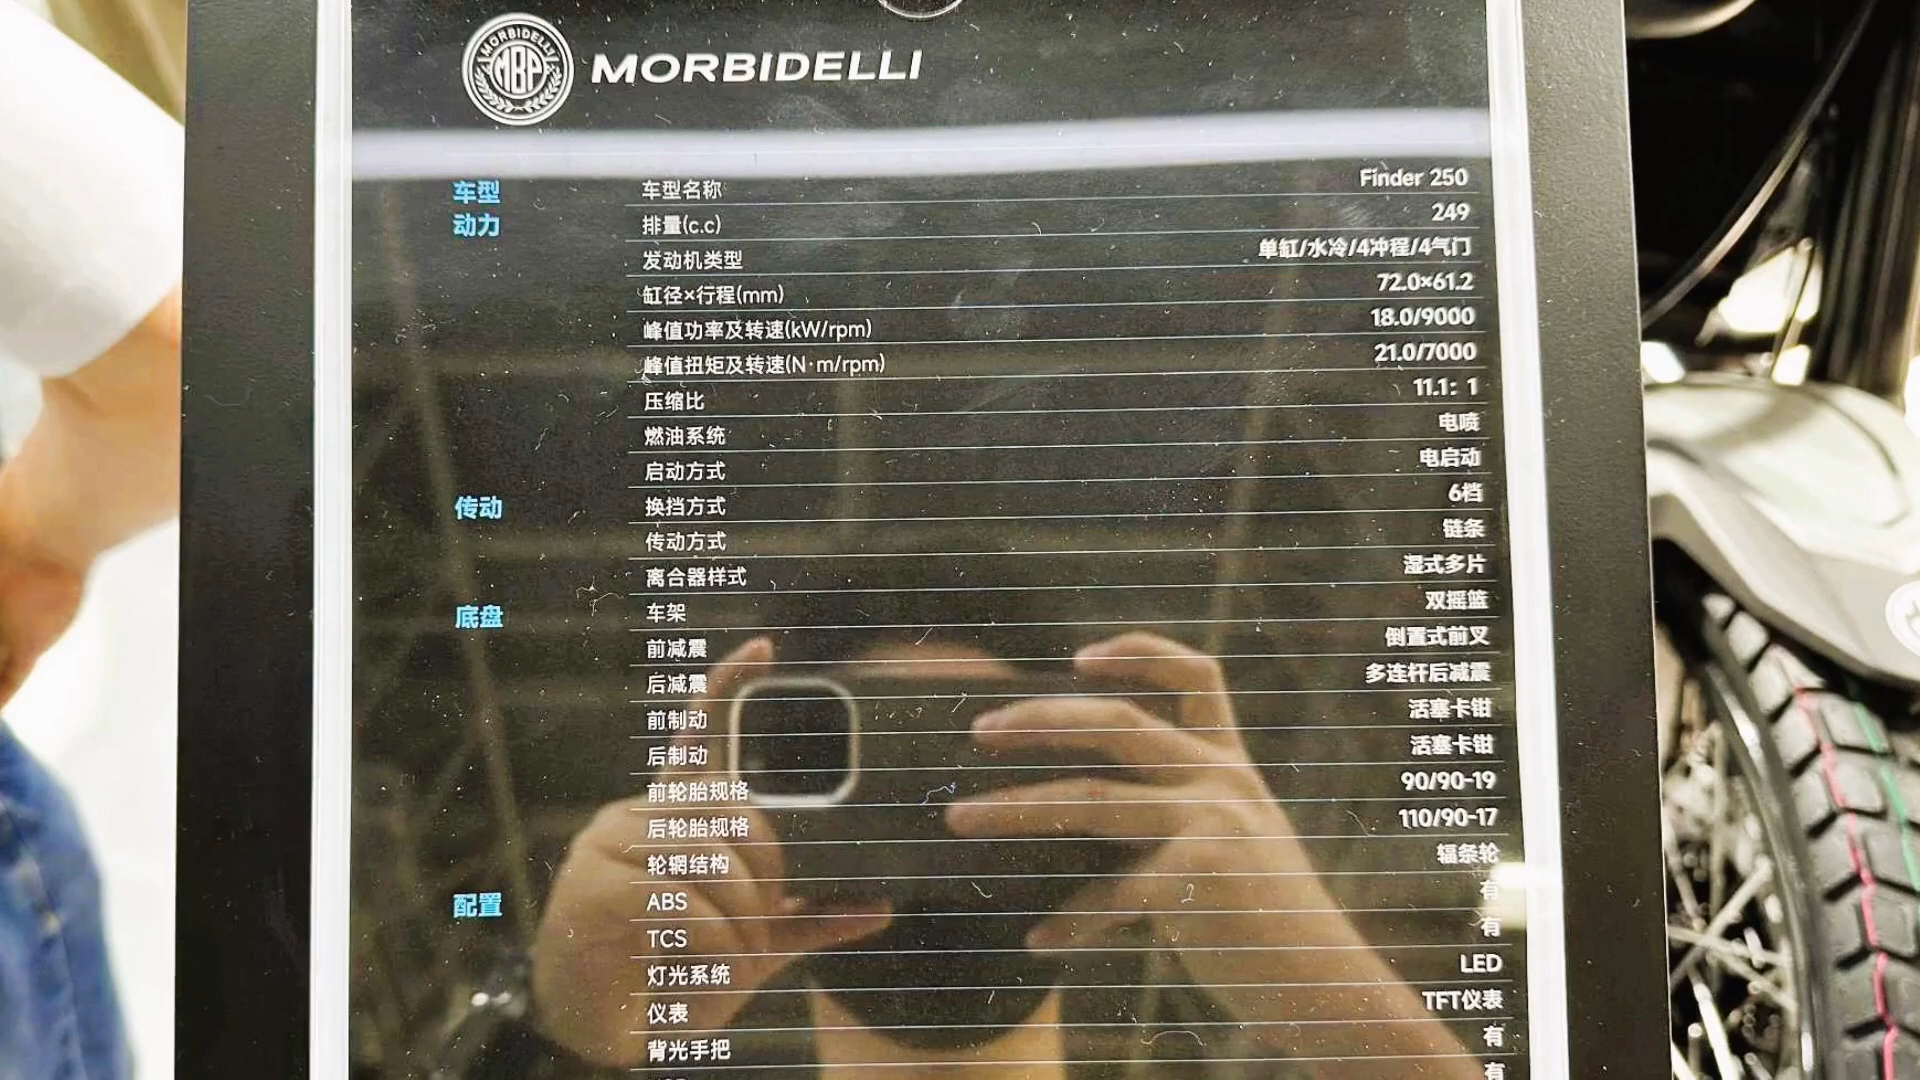 MORBIDELLI
MBP
MORBIDELLI
车型 车型名称 Finder 250
动力 排量(c.c) 249
发动机类型 单缸/水冷/4冲程/4气门
缸径×行程(mm) 72.0×61.2
峰值功率及转速(kW/rpm) 18.0/9000
峰值扭矩及转速(N·m/rpm) 21.0/7000
压缩比 11.1: 1
燃油系统 电喷
启动方式 电启动
传动 换挡方式 6档
传动方式 链条
离合器样式 湿式多片
底盘 车架 双摇篮
前减震 倒置式前叉
后减震 多连杆后减震
前制动 活塞卡钳
后制动 活塞卡钳
前轮胎规格 90/90-19
后轮胎规格 110/90-17
轮辋结构 辐条轮
配置 ABS 有
TCS 有
灯光系统 LED
仪表 TFT仪表
背光手把 有
有